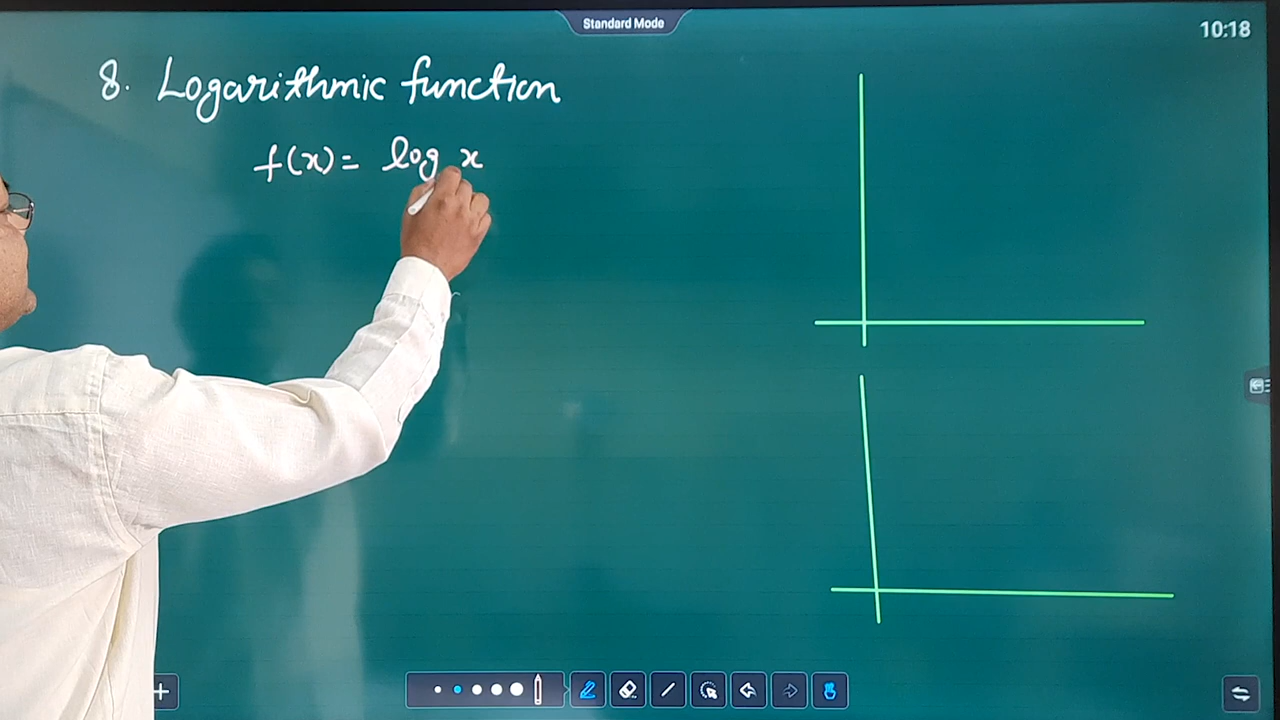 Standard Mode
10:18
8. Logarithmic function
f(x) = log x